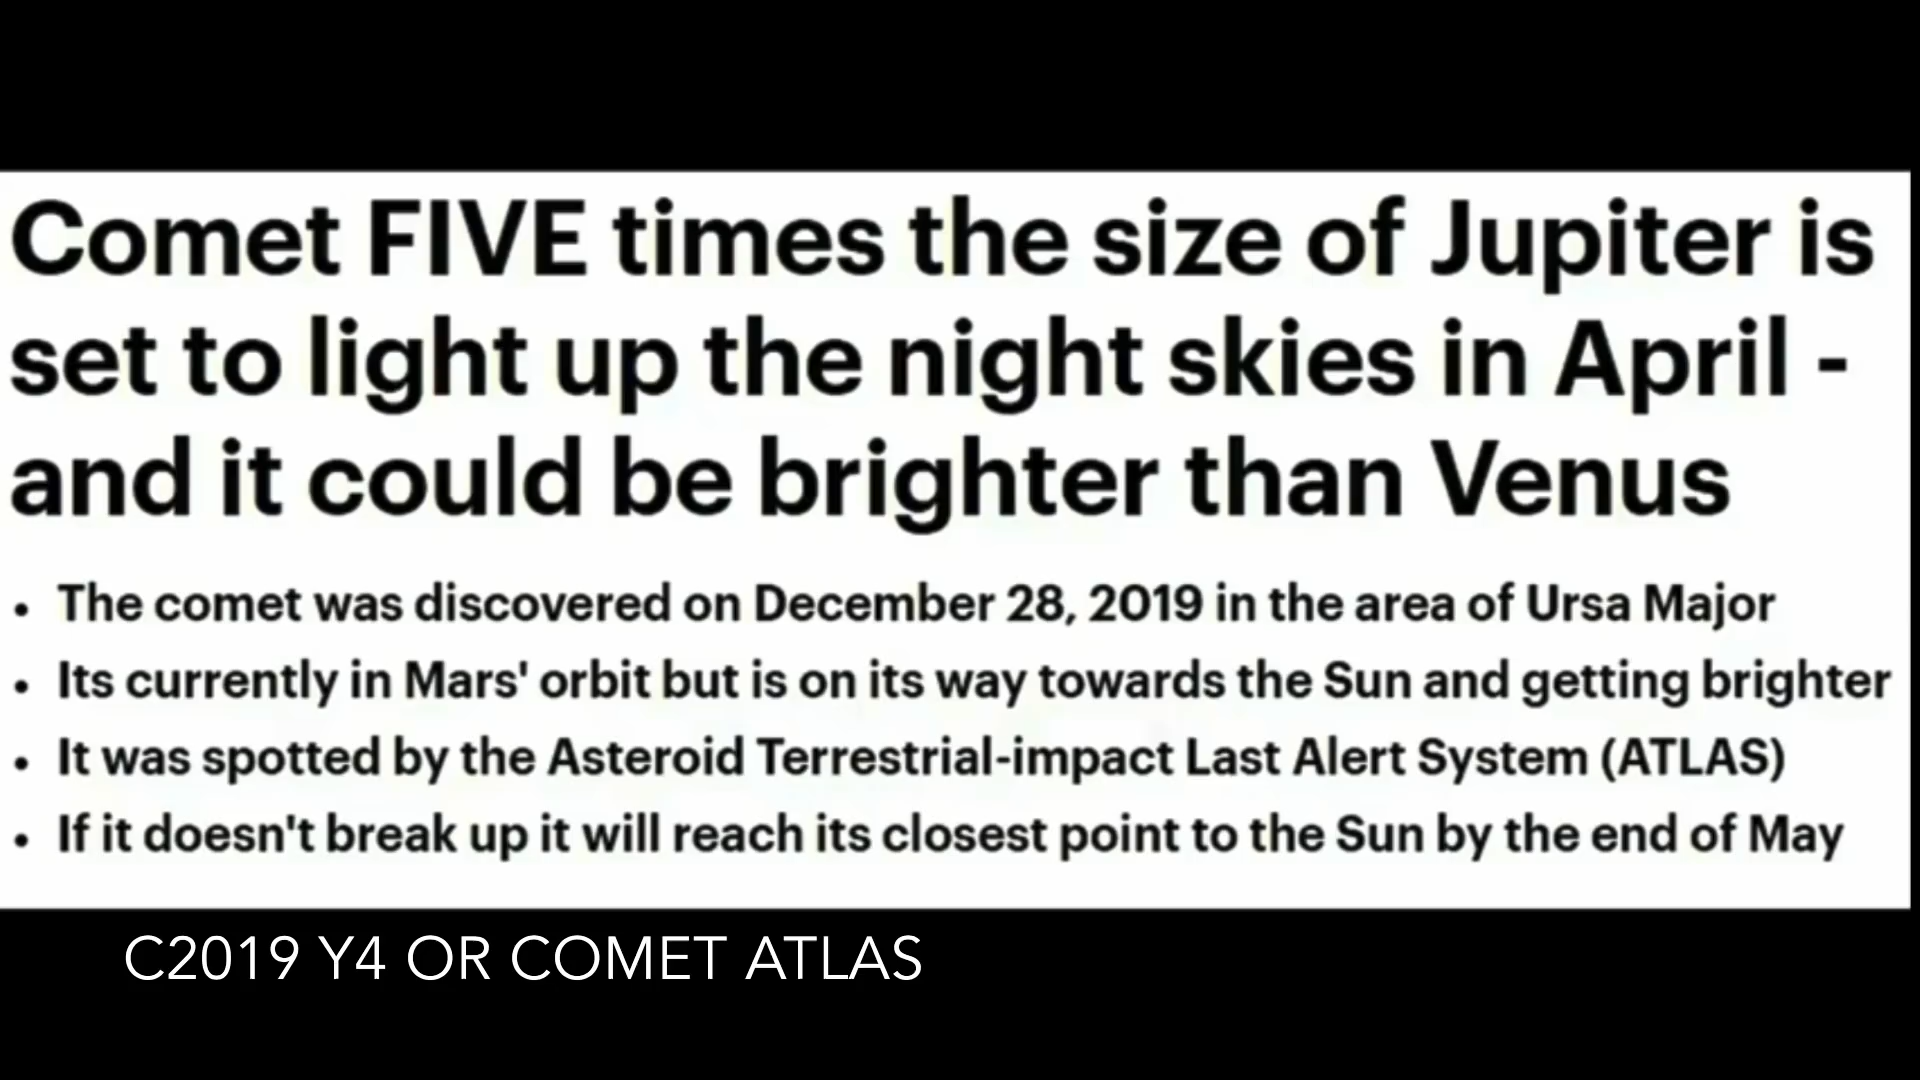 Comet FIVE times the size of Jupiter is
set to light up the night skies in April -
and it could be brighter than Venus
• The comet was discovered on December 28, 2019 in the area of Ursa Major
• Its currently in Mars' orbit but is on its way towards the Sun and getting brighter
• It was spotted by the Asteroid Terrestrial-impact Last Alert System (ATLAS)
• If it doesn't break up it will reach its closest point to the Sun by the end of May
C2019 Y4 OR COMET ATLAS